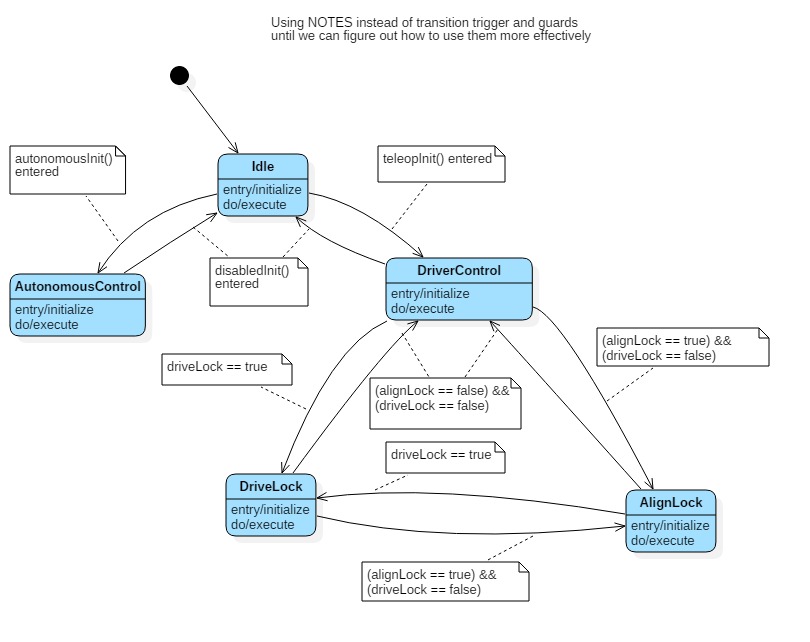 Using NOTES instead of transition trigger and guards
until we can figure out how to use them more effectively
autonomousInit()
entered
Idle
entry/initialize
do/execute
teleopInit() entered
disabledInit()
entered
AutonomousControl
entry/initialize
do/execute
DriverControl
entry/initialize
do/execute
driveLock == true
(alignLock == false) &&
(driveLock == false)
(alignLock == true) &&
(driveLock == false)
driveLock == true
DriveLock
entry/initialize
do/execute
AlignLock
entry/initialize
do/execute
(alignLock == true) &&
(driveLock == false)